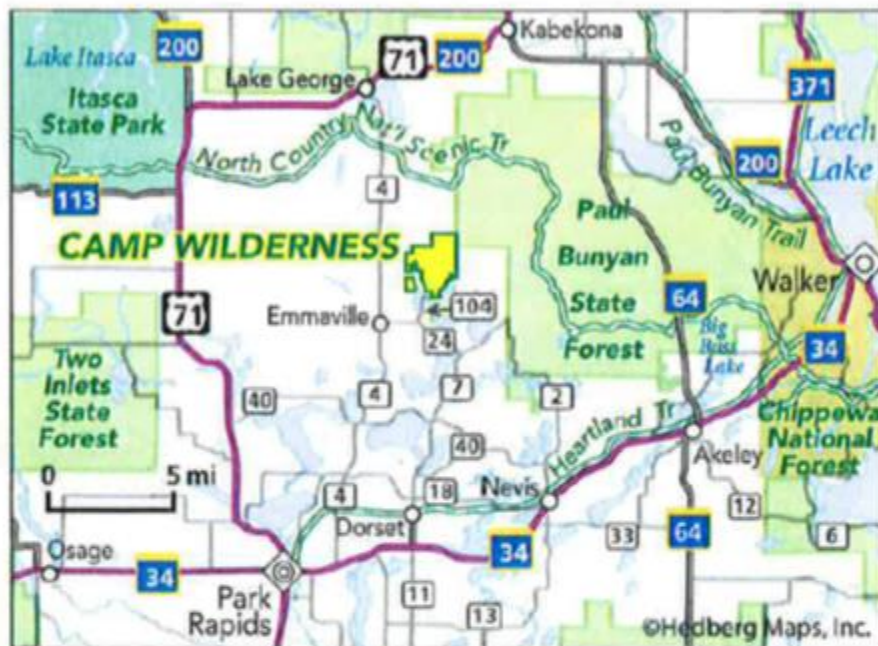 200
Lake Itasca
Itasca
State Park
113
71
Lake George
71
200
Kabekona
North Country Nat'l Scenic Tr
4
Paul Bunyan Trail
371
Leech
Lake
200
CAMP WILDERNESS
Paul
Bunyan
State
Forest
64
Walker
104
Emmaville
24
Two
Inlets
State
Forest
40
4
7
2
Big
Lake
34
Heartland Tr
40
Akeley
Chippewa
National
Forest
0 5 mi
4
18
Dorset
Nevis
12
Osage
34
Park
Rapids
34
33
64
6
11
13
©Hedberg Maps, Inc.